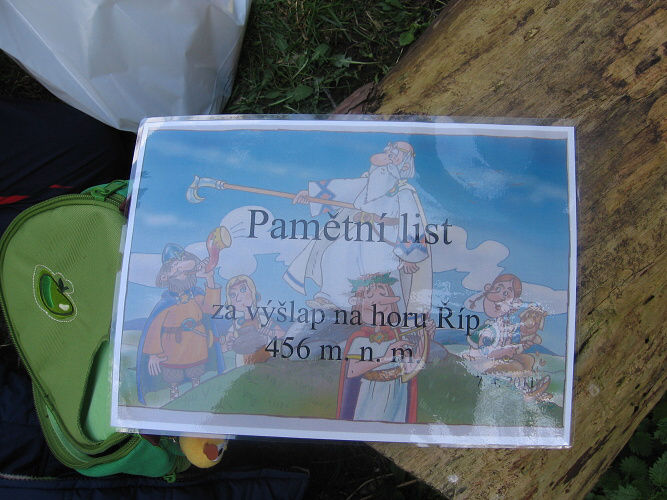 Pamětní list
za výšlap na horu Říp
456 m. n. m.